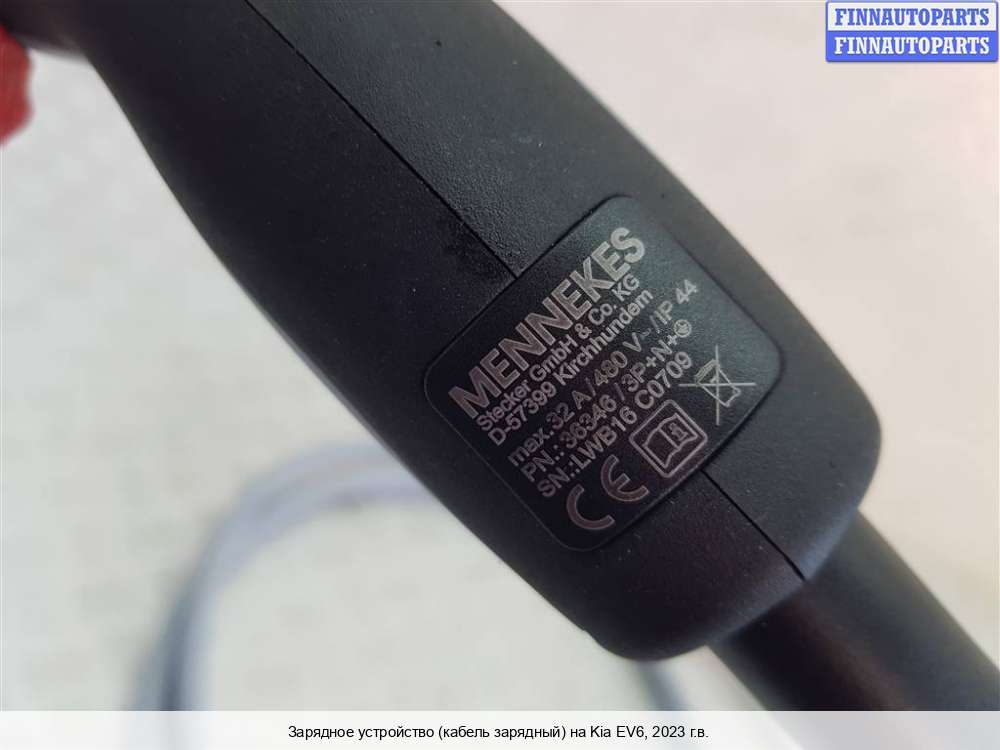 FINNAUTOPARTS
FINNAUTOPARTS
MENNEKES
Stecker GmbH & Co. KG
D-57399 Kirchhundem
max. 32 A / 480 V ~ / IP 44
PN.: 36346 / 3P+N+⏚
SN.:LWB16 C0709
CE
Зарядное устройство (кабель зарядный) на Kia EV6, 2023 г.в.